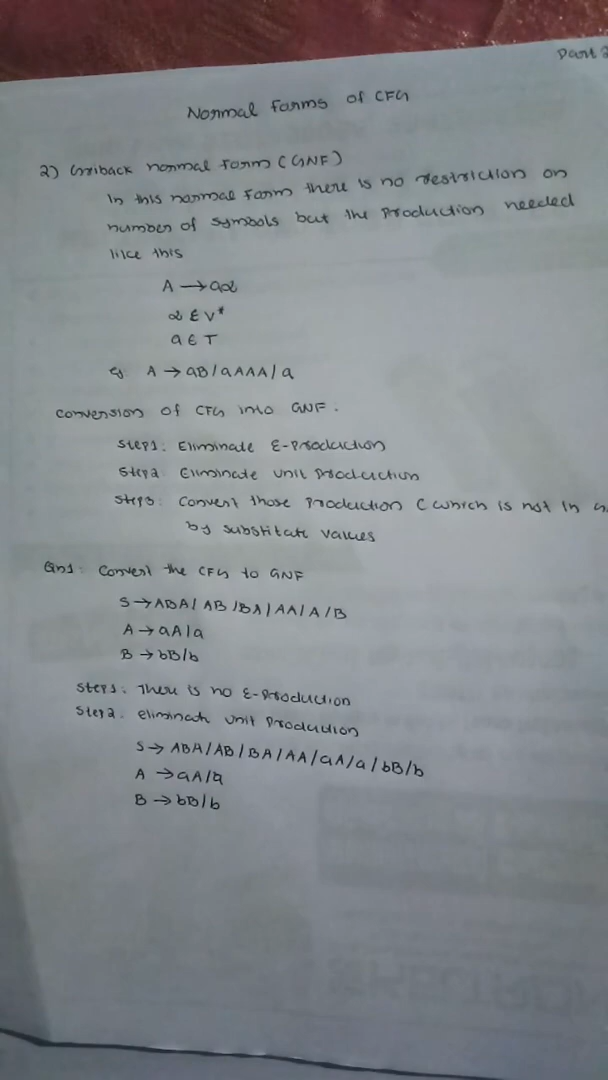 Part 2
Normal Forms of CFG
2) Griback normal form (GNF)
In this normal form there is no restriction on
number of symbols but the production needed
like this
A → aα
α ∈ V*
a ∈ T
eg A → aB/aAAA/a
Conversion of CFG into GNF.
Step1: Eliminate ε-Production
Step2: Eliminate unit production
Step3: Convert those production (which is not in G
by substitute values
Qn1: Convert the CFG to GNF
S → ABA/AB/BA/AA/A/B
A → aA/a
B → bB/b
Step1: There is no ε-production
Step2: eliminate unit production
S → ABA/AB/BA/AA/aA/a/bB/b
A → aA/a
B → bB/b